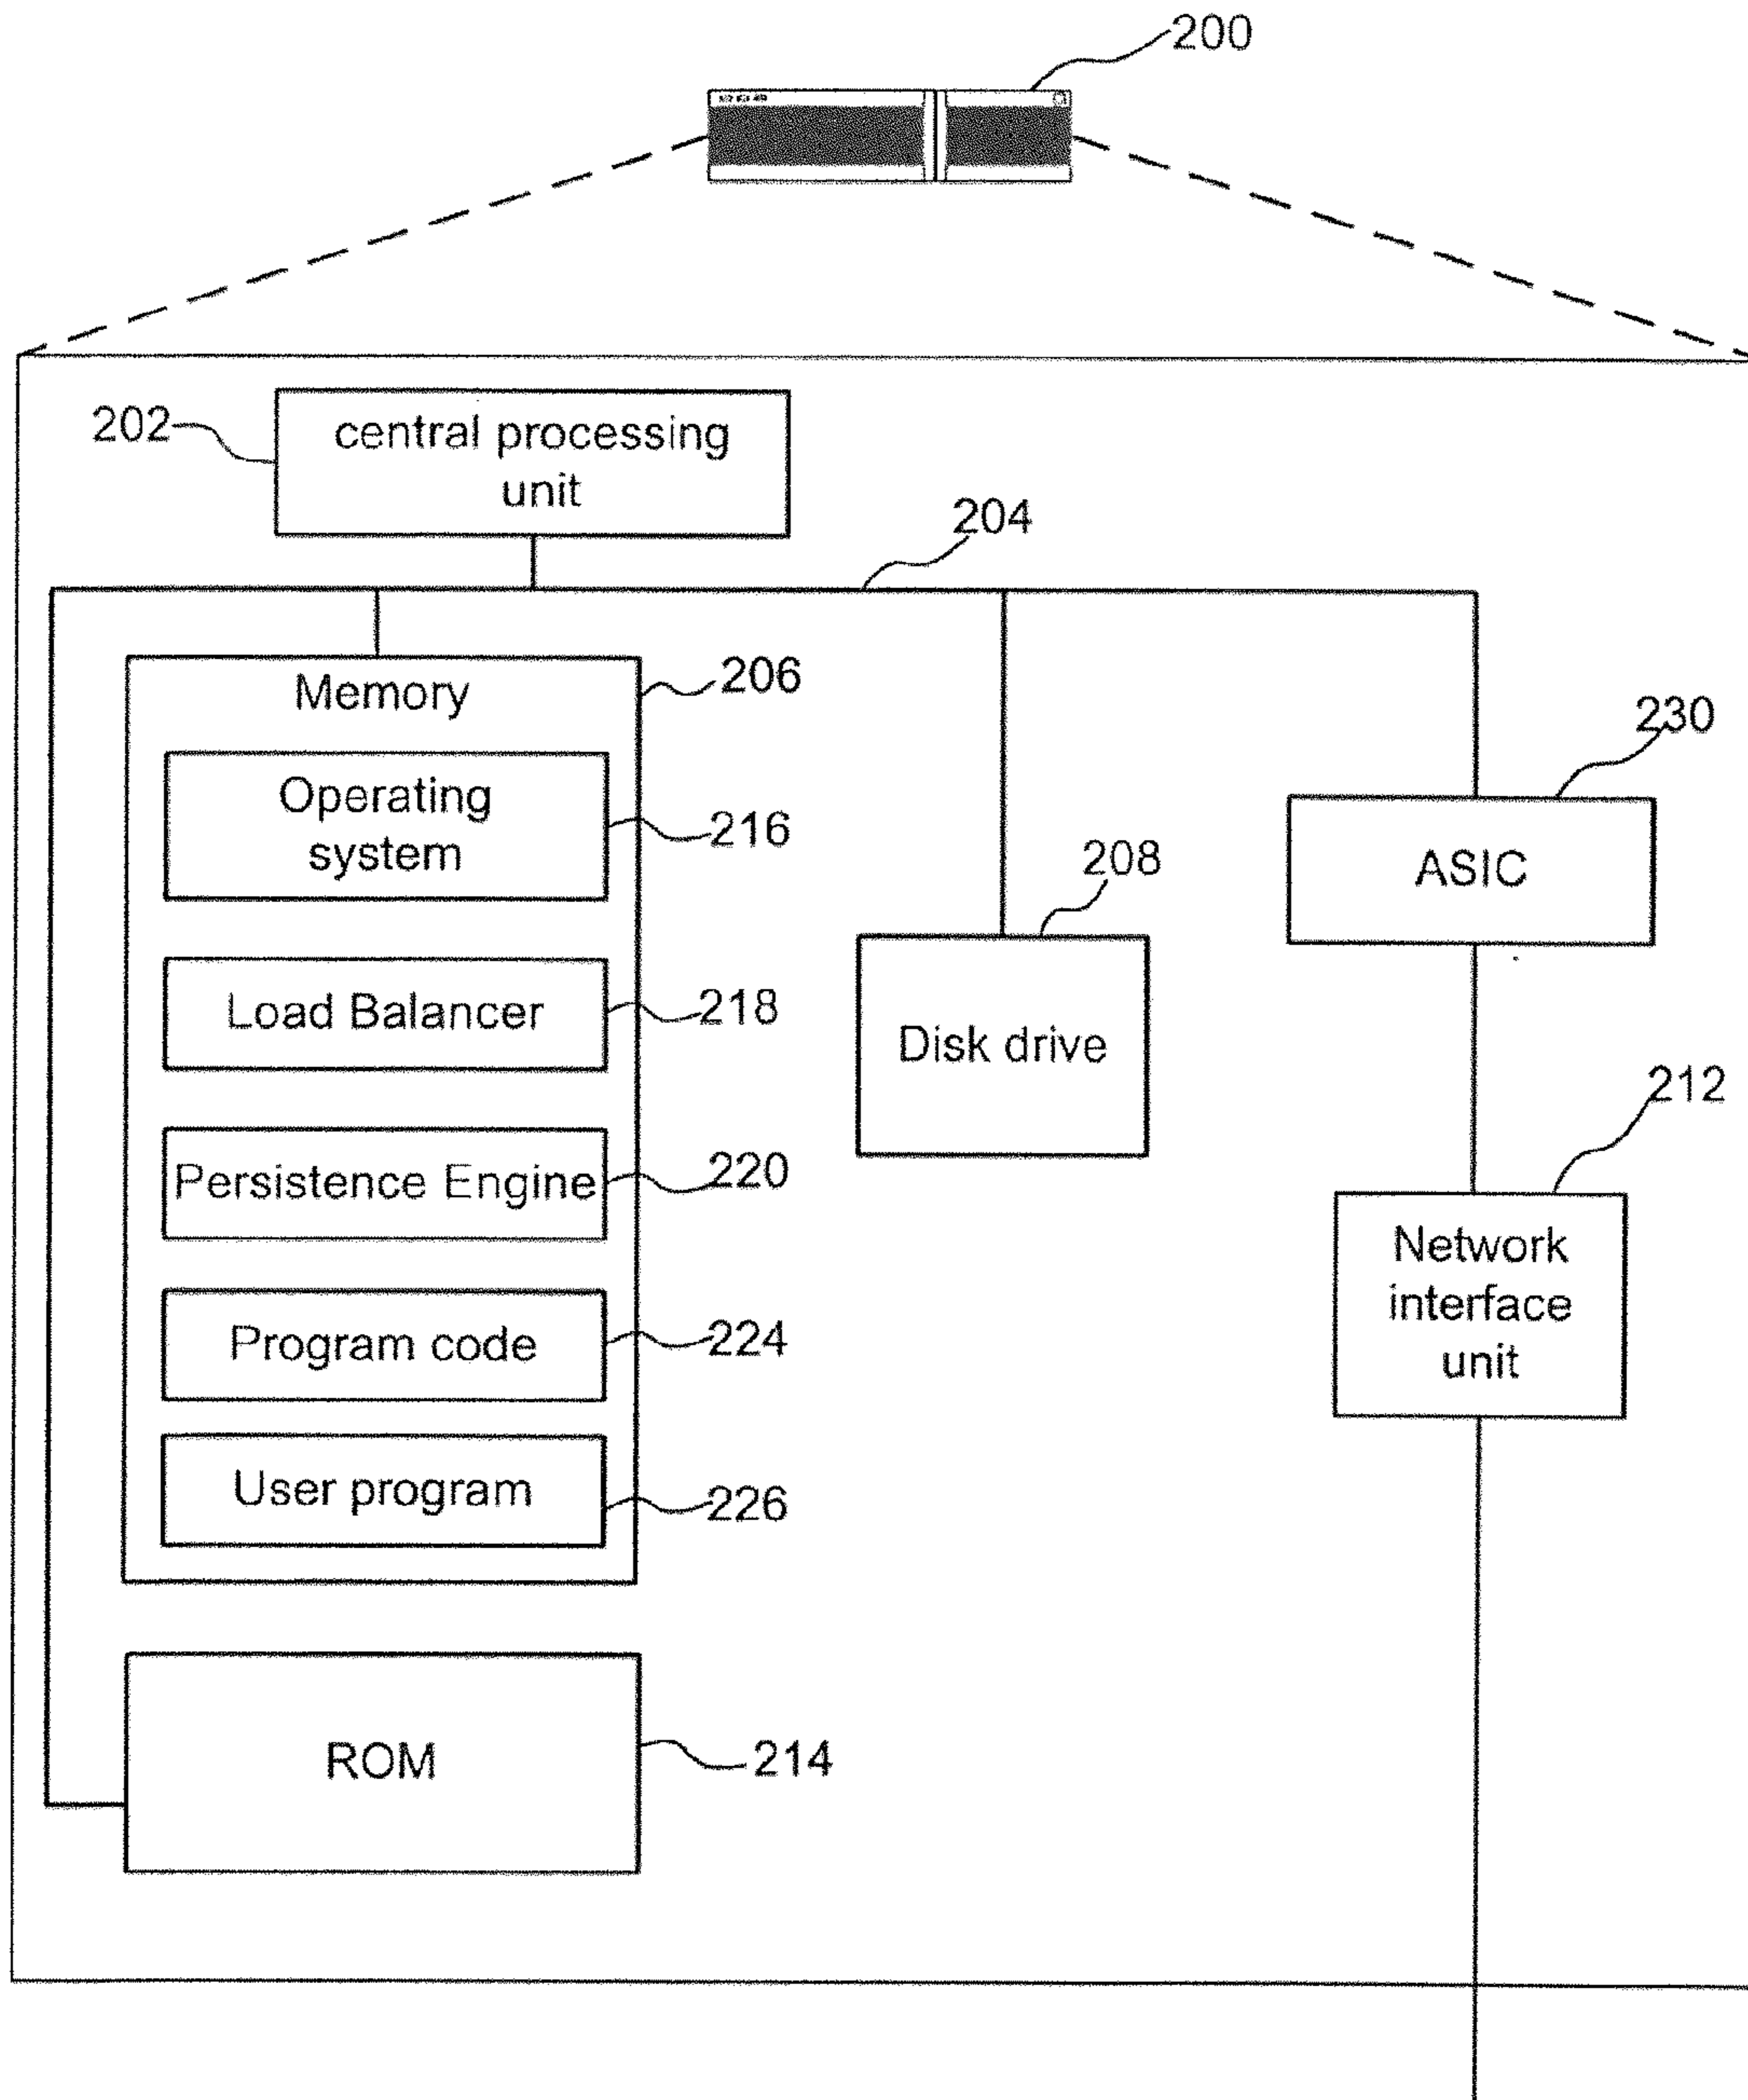 200
202
central processing
unit
204
Memory
206
Operating
system
216
Load Balancer
218
Persistence Engine
220
Program code
224
User program
226
208
Disk drive
230
ASIC
212
Network
interface
unit
ROM
214